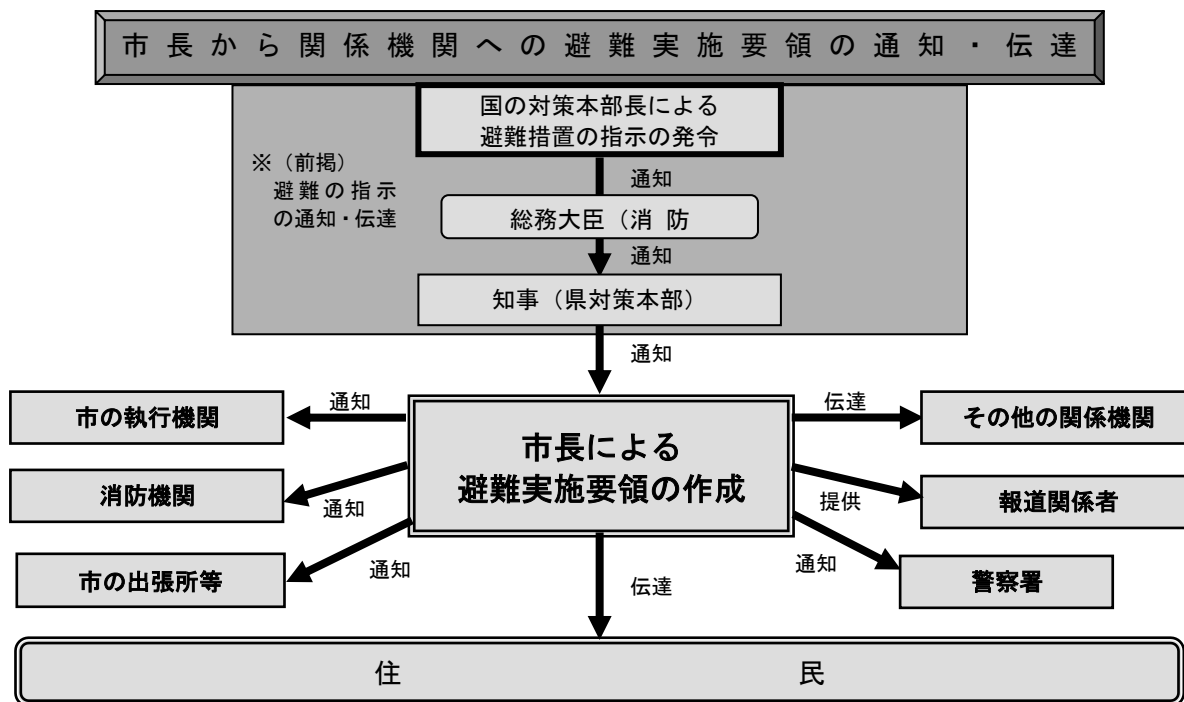 市長から関係機関への避難実施要領の通知・伝達
国の対策本部長による
避難措置の指示の発令
※（前掲）
避難の指示
の通知・伝達
通知
総務大臣（消 防
通知
知事（県対策本部）
通知
市の執行機関
通知
市長による
避難実施要領の作成
伝達
その他の関係機関
消防機関
通知
提供
報道関係者
市の出張所等
通知
伝達
通知
警察署
住 民